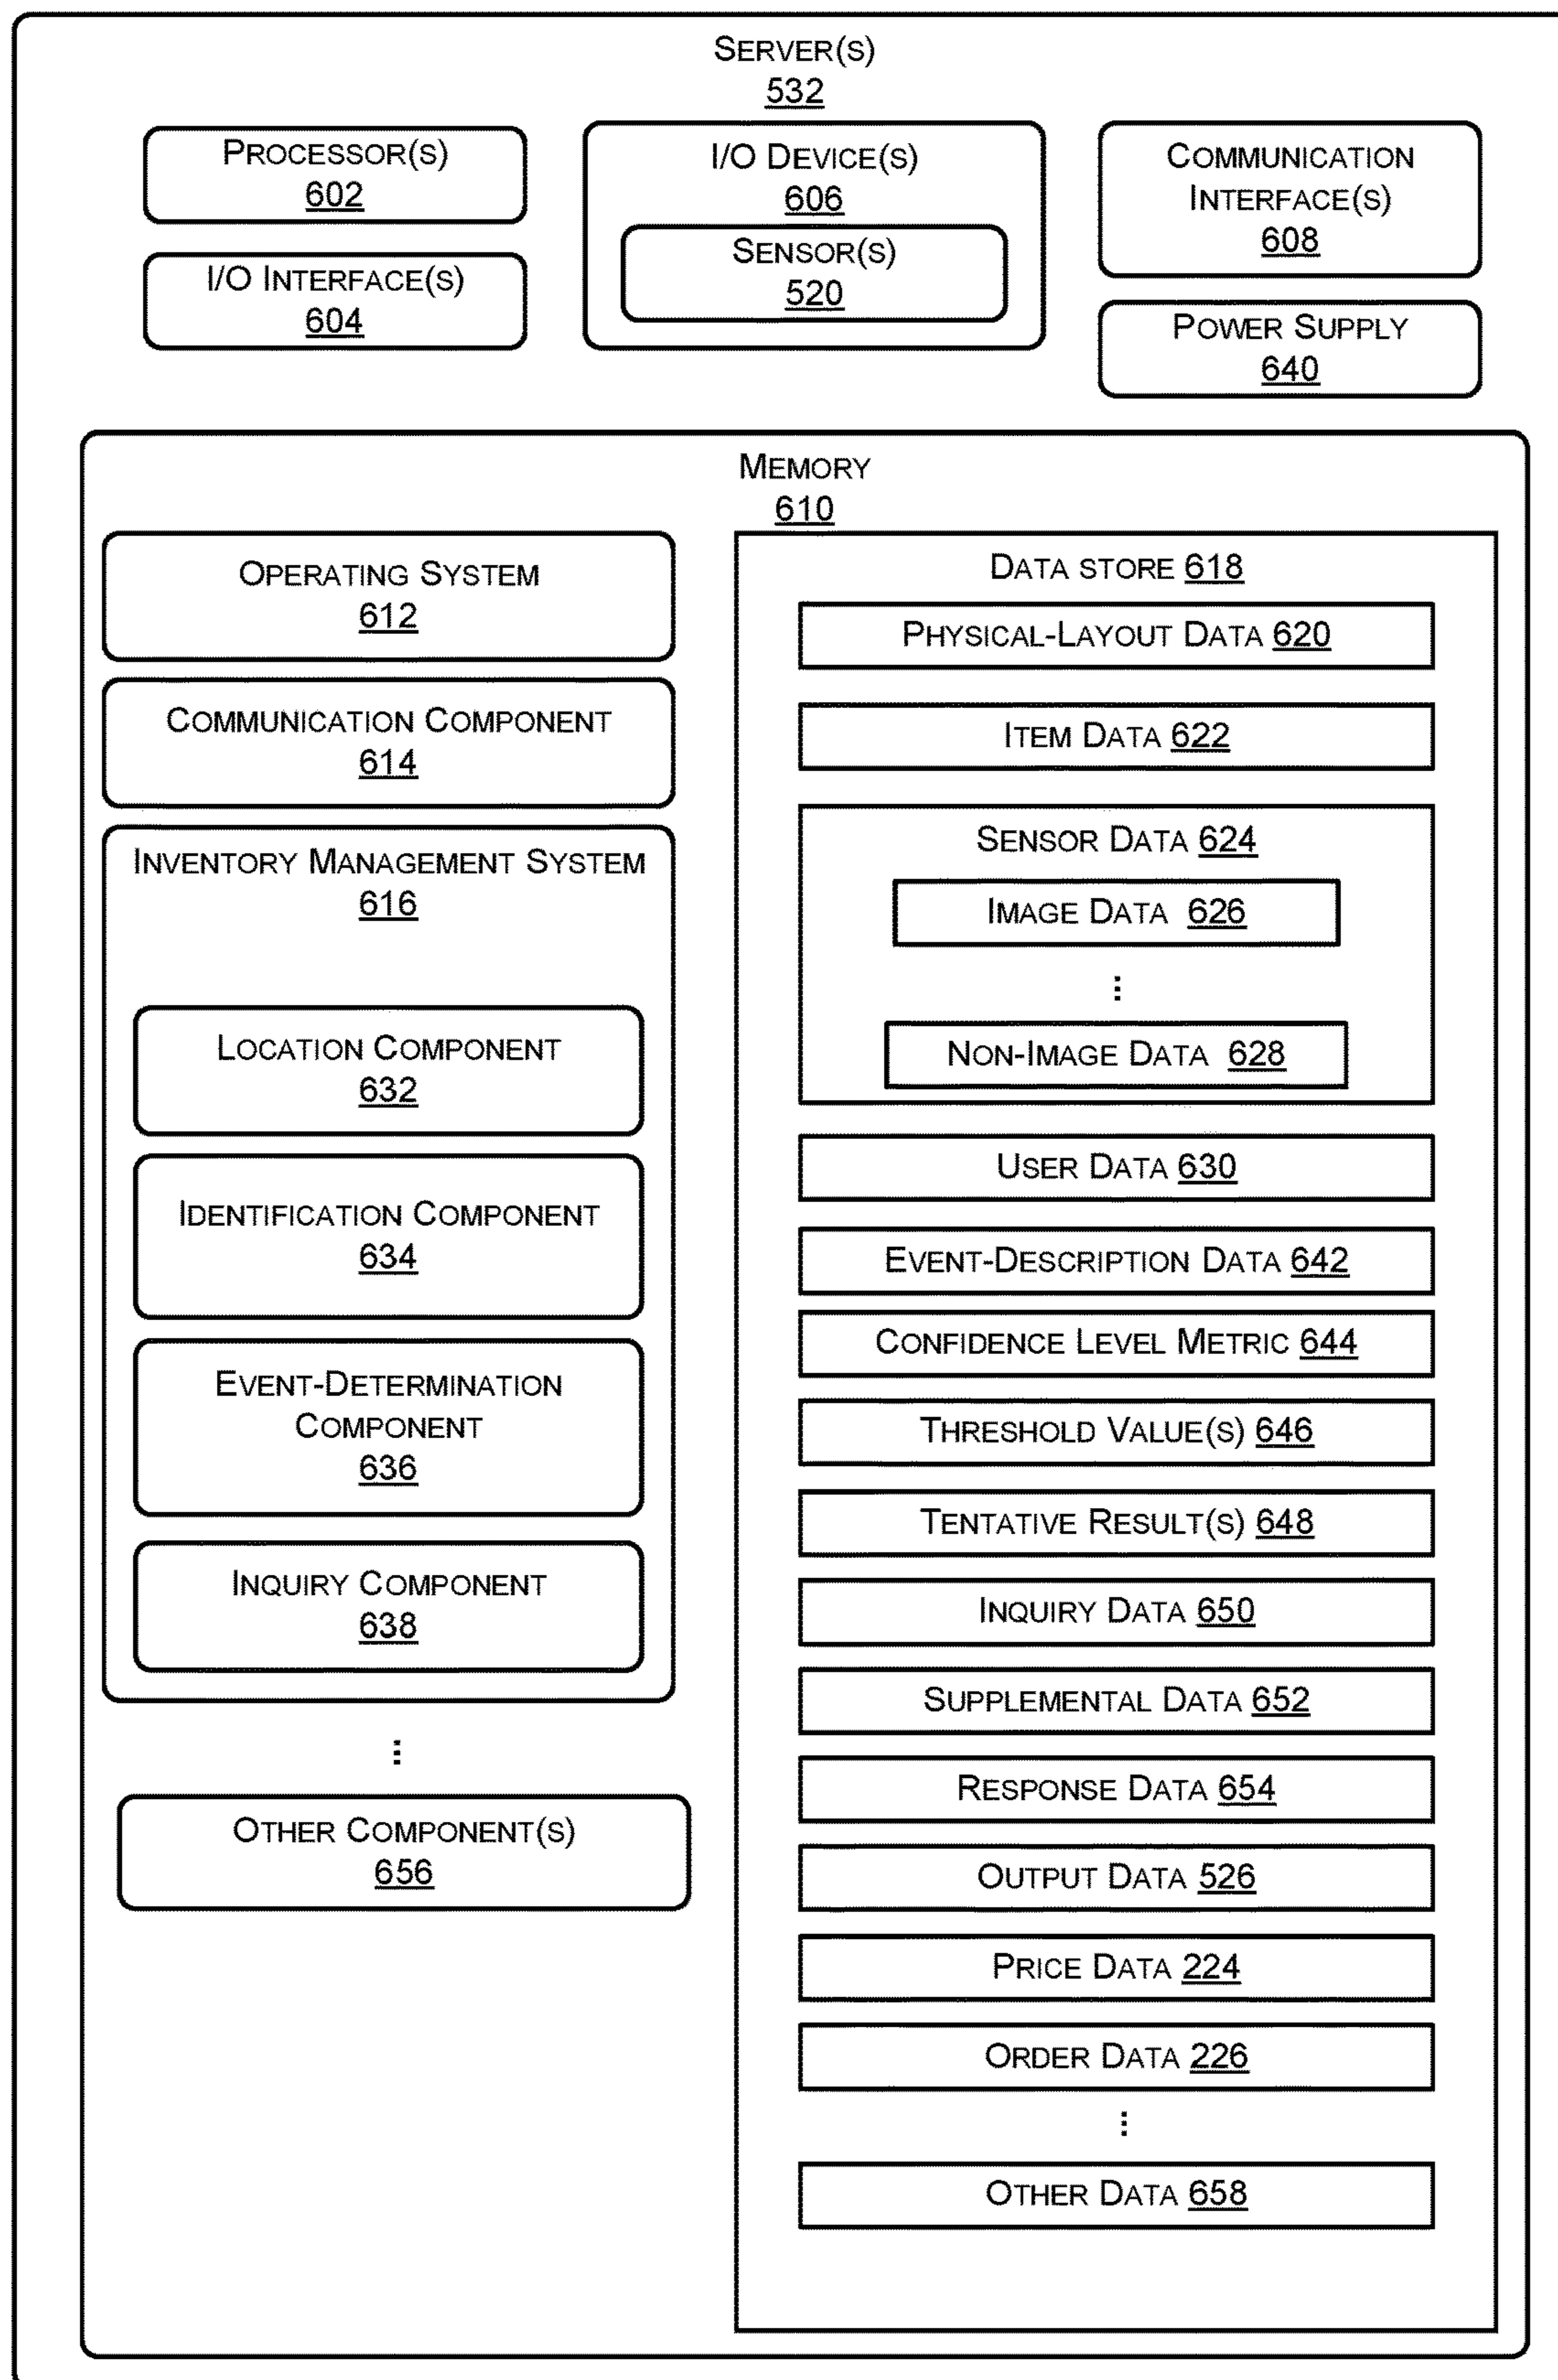 SERVER(S)
532
PROCESSOR(S)
602
I/O INTERFACE(S)
604
I/O DEVICE(S)
606
SENSOR(S)
520
COMMUNICATION
INTERFACE(S)
608
POWER SUPPLY
640
MEMORY
610
OPERATING SYSTEM
612
COMMUNICATION COMPONENT
614
INVENTORY MANAGEMENT SYSTEM
616
LOCATION COMPONENT
632
IDENTIFICATION COMPONENT
634
EVENT-DETERMINATION
COMPONENT
636
INQUIRY COMPONENT
638
⋮
OTHER COMPONENT(S)
656
DATA STORE 618
PHYSICAL-LAYOUT DATA 620
ITEM DATA 622
SENSOR DATA 624
IMAGE DATA 626
⋮
NON-IMAGE DATA 628
USER DATA 630
EVENT-DESCRIPTION DATA 642
CONFIDENCE LEVEL METRIC 644
THRESHOLD VALUE(S) 646
TENTATIVE RESULT(S) 648
INQUIRY DATA 650
SUPPLEMENTAL DATA 652
RESPONSE DATA 654
OUTPUT DATA 526
PRICE DATA 224
ORDER DATA 226
⋮
OTHER DATA 658